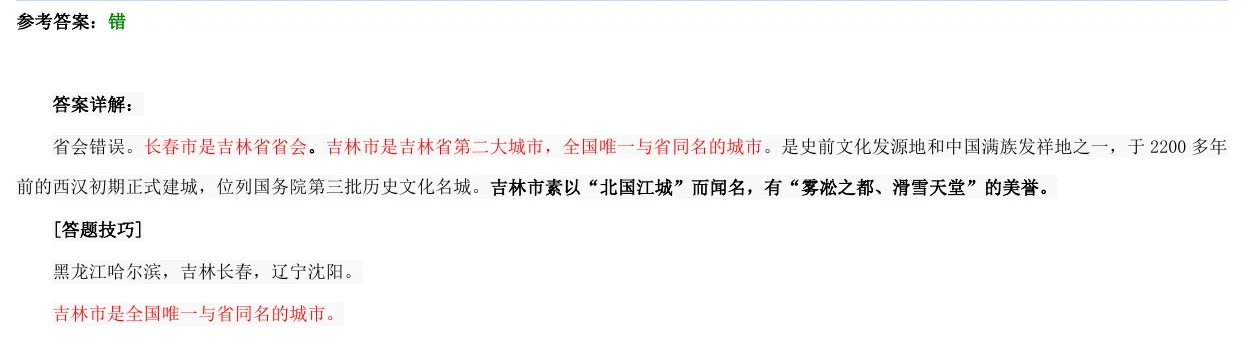 参考答案：错
答案详解：
省会错误。长春市是吉林省省会。吉林市是吉林省第二大城市，全国唯一与省同名的城市。是史前文化发源地和中国满族发祥地之一，于 2200 多年
前的西汉初期正式建城，位列国务院第三批历史文化名城。吉林市素以“北国江城”而闻名，有“雾凇之都、滑雪天堂”的美誉。
[答题技巧]
黑龙江哈尔滨，吉林长春，辽宁沈阳。
吉林市是全国唯一与省同名的城市。